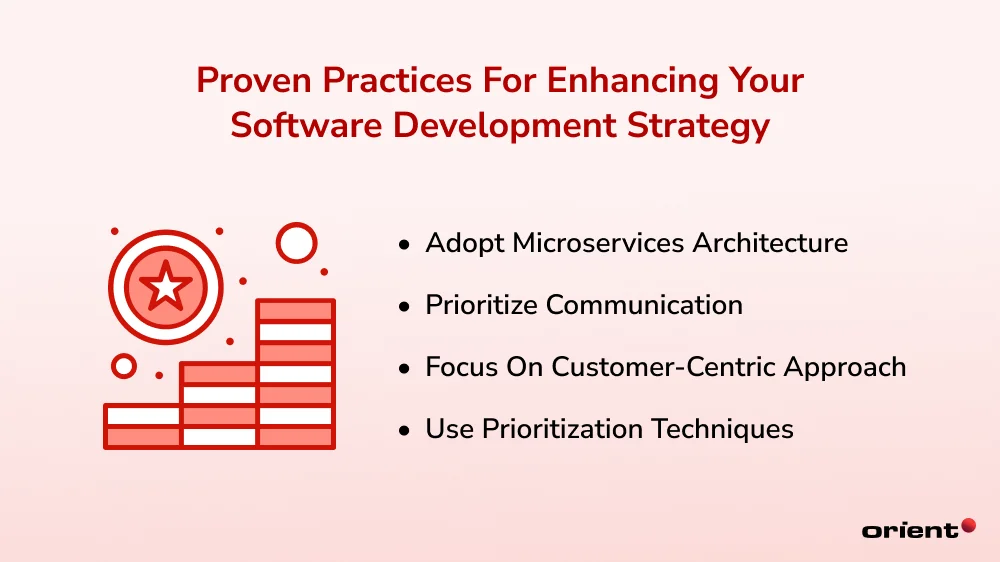 Proven Practices For Enhancing Your
Software Development Strategy
• Adopt Microservices Architecture
• Prioritize Communication
• Focus On Customer-Centric Approach
• Use Prioritization Techniques
orient